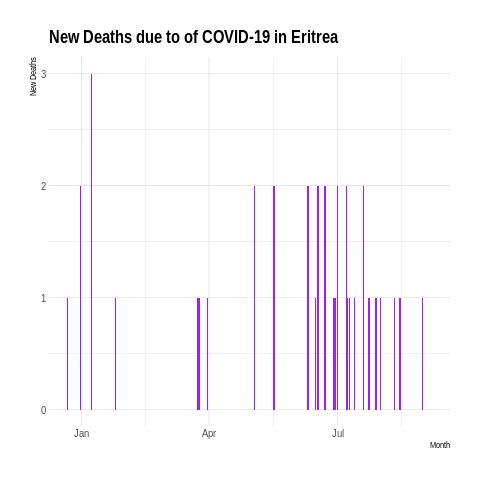 New Deaths due to of COVID-19 in Eritrea
New Deaths
3
2
1
0
Jan Apr Jul
Month